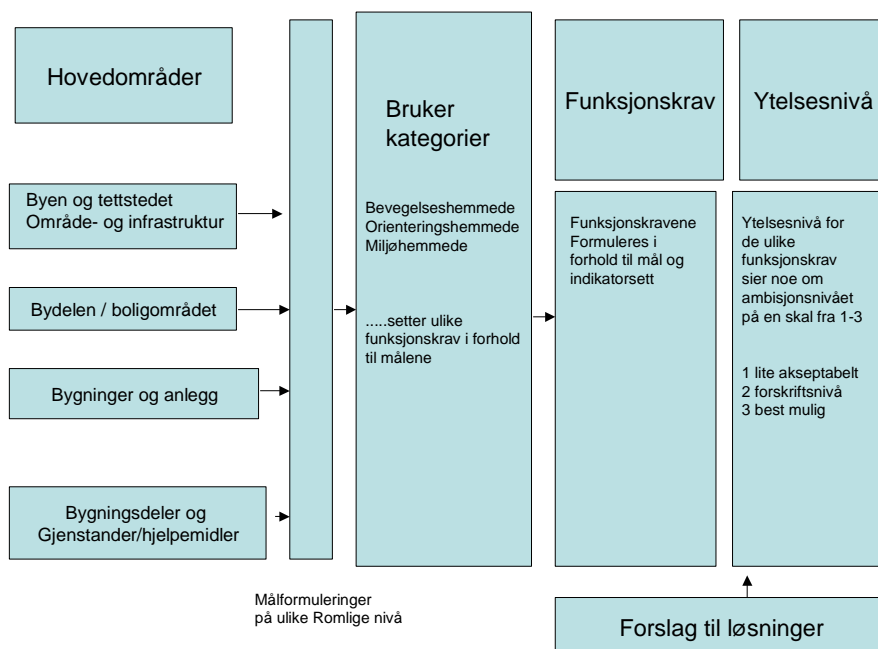 Hovedområder
Byen og tettstedet
Område- og infrastruktur
Bydelen / boligområdet
Bygninger og anlegg
Bygningsdeler og
Gjenstander/hjelpemidler
Målformuleringer
på ulike Romlige nivå
Bruker
kategorier
Bevegelseshemmede
Orienteringshemmede
Miljøhemmede
.....setter ulike
funksjonskrav i forhold
til målene
Funksjonskrav
Funksjonskravene
Formuleres i
forhold til mål og
indikatorsett
Ytelsesnivå
Ytelsesnivå for
de ulike
funksjonskrav
sier noe om
ambisjonsnivået
på en skal fra 1-3
1 lite akseptabelt
2 forskriftsnivå
3 best mulig
Forslag til løsninger